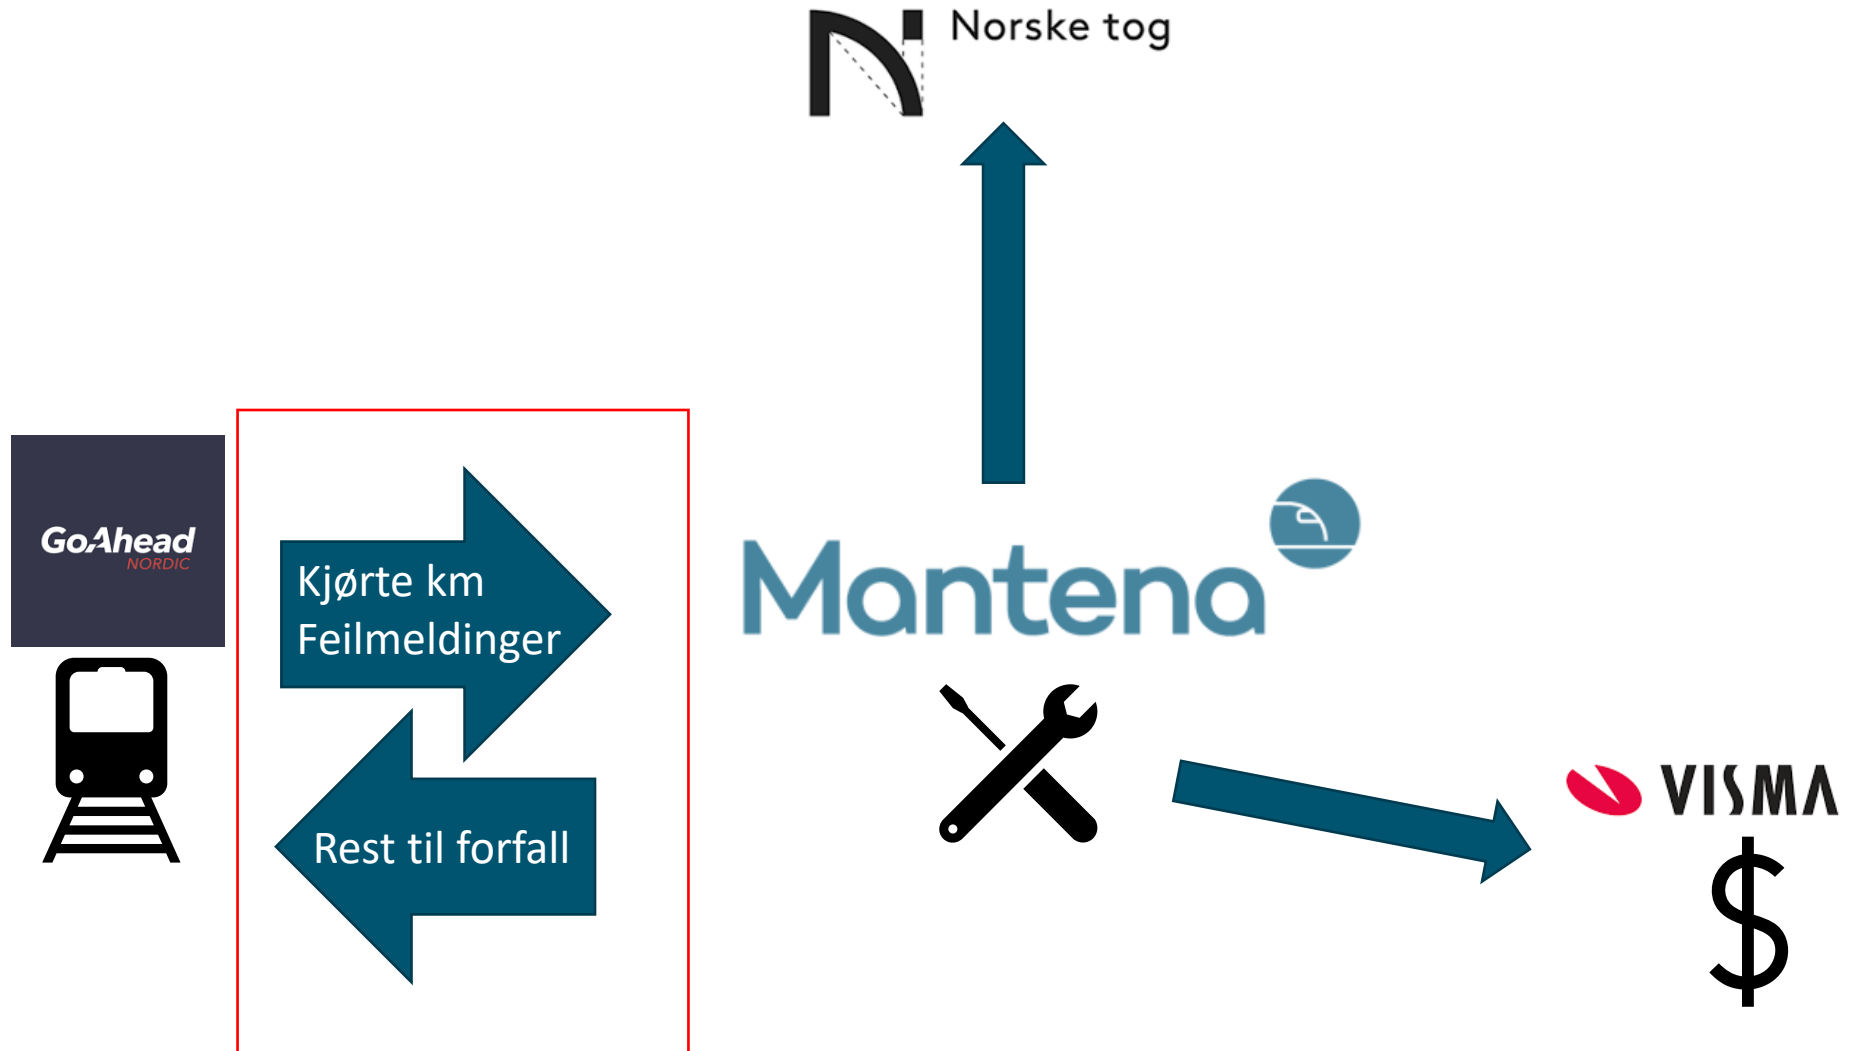 Norske tog
GoAhead
NORDIC
Kjørte km
Feilmeldinger
Mantena
Rest til forfall
VISMA